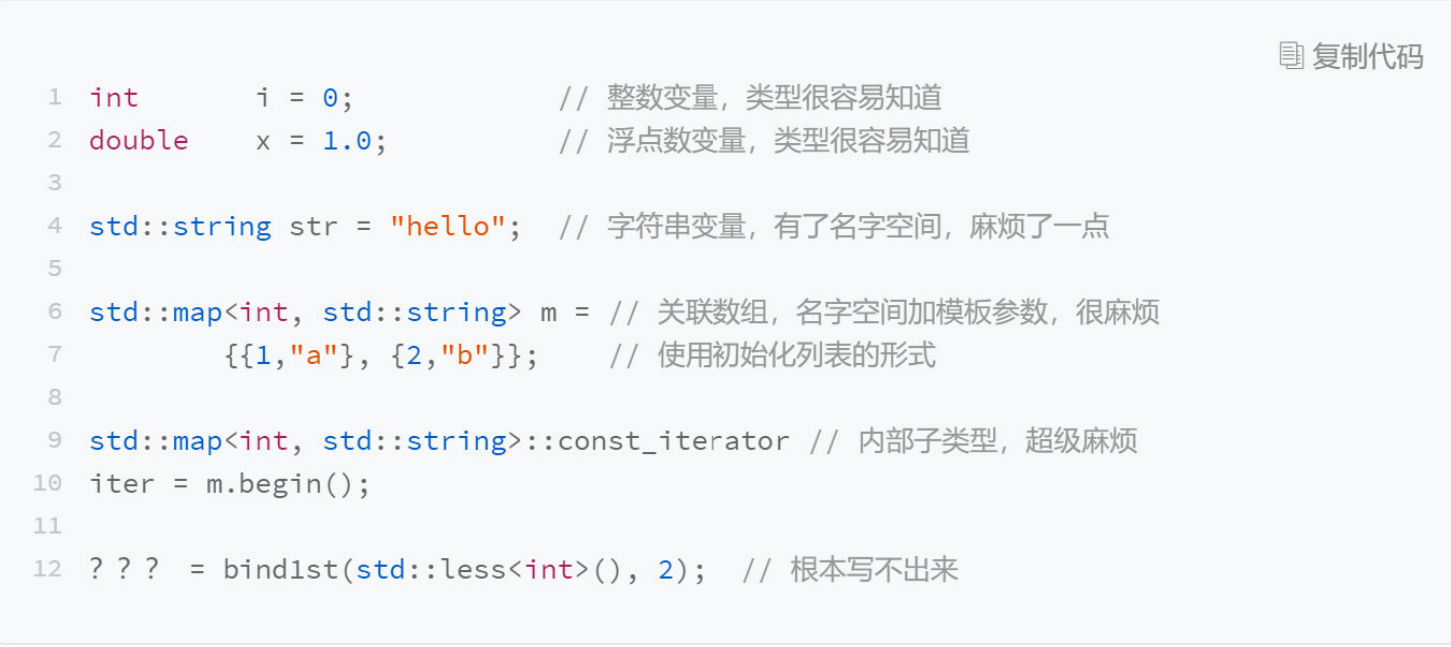 复制代码
1 int       i = 0;            // 整数变量，类型很容易知道
2 double    x = 1.0;          // 浮点数变量，类型很容易知道
3
4 std::string str = "hello";  // 字符串变量，有了名字空间，麻烦了一点
5
6 std::map<int, std::string> m = // 关联数组，名字空间加模板参数，很麻烦
7         {{1,"a"}, {2,"b"}};    // 使用初始化列表的形式
8
9 std::map<int, std::string>::const_iterator // 内部子类型，超级麻烦
10 iter = m.begin();
11
12 ？？？ = bind1st(std::less<int>(), 2);  // 根本写不出来